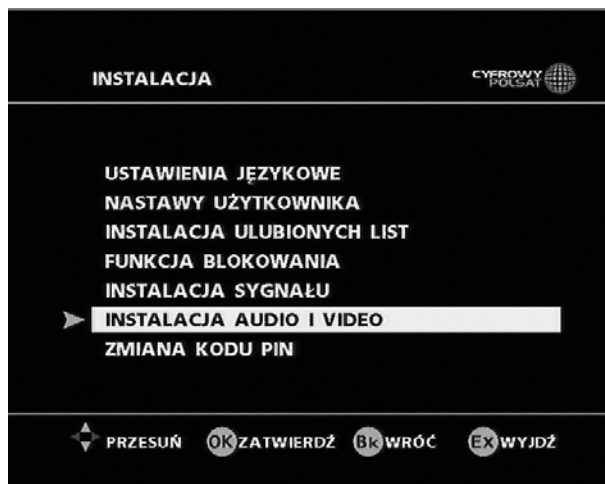 INSTALACJA
CYFROWY
POLSAT
USTAWIENIA JĘZYKOWE
NASTAWY UŻYTKOWNIKA
INSTALACJA ULUBIONYCH LIST
FUNKCJA BLOKOWANIA
INSTALACJA SYGNAŁU
INSTALACJA AUDIO I VIDEO
ZMIANA KODU PIN
PRZESUŃ OK ZATWIERDŹ Bk WRÓĆ EX WYJDŹ